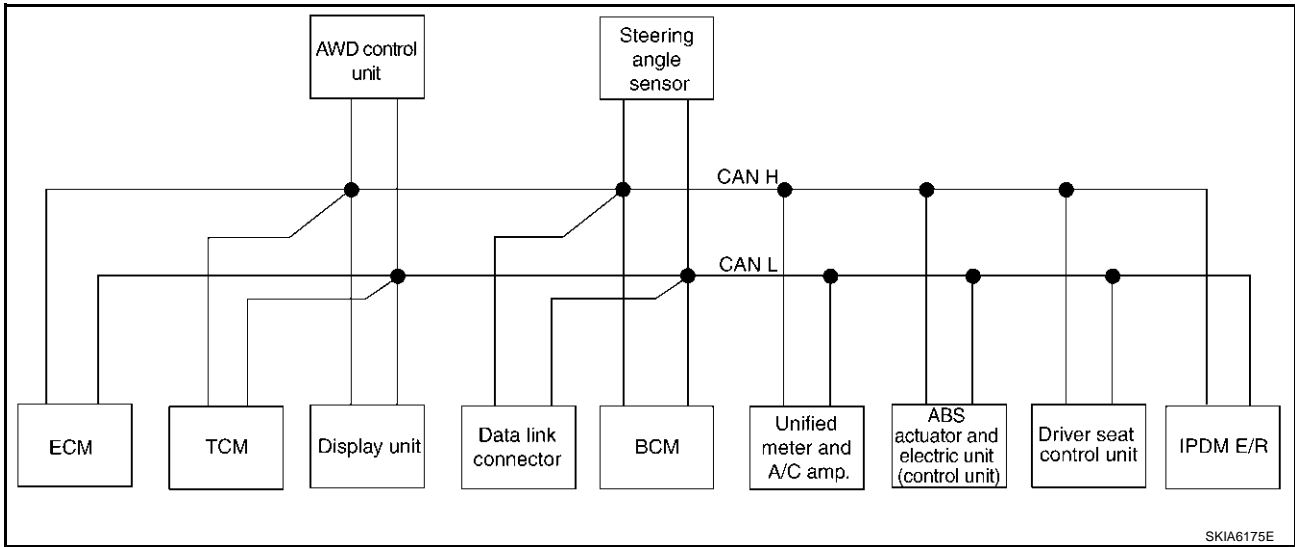 AWD control
unit
Steering
angle
sensor
CAN H
CAN L
ECM
TCM
Display unit
Data link
connector
BCM
Unified
meter and
A/C amp.
ABS
actuator and
electric unit
(control unit)
Driver seat
control unit
IPDM E/R
SKIA6175E